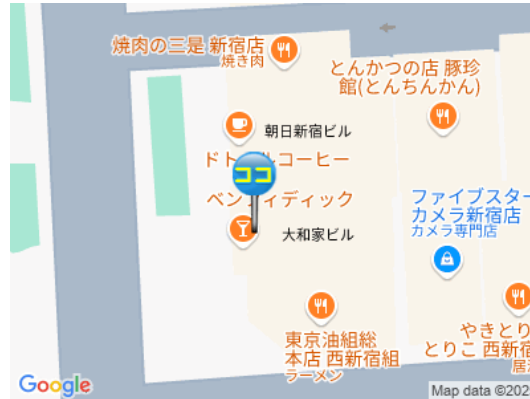 焼肉の三是 新宿店
焼き肉
とんかつの店 豚珍
館(とんちんかん)
朝日新宿ビル
ココ
大和家ビル
ファイブスター
カメラ新宿店
カメラ専門店
東京油組総
本店 西新宿組
ラーメン
やきとり
とりこ 西新宿
Google
Map data ©202